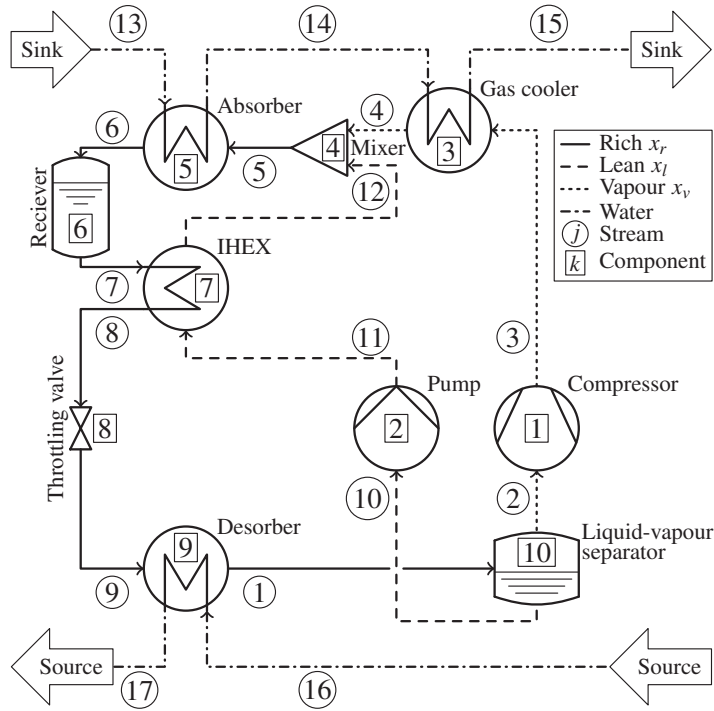 13
14
15
Sink
Sink
Gas cooler
Absorber
6
4
4
Mixer
3
5
5
12
Rich x_r
Lean x_l
Vapour x_v
Water
j Stream
k Component
Reciever
6
IHEX
7
7
8
11
3
Throttling valve
8
Pump
2
Compressor
1
10
2
Desorber
9
Liquid-vapour
separator
10
9
1
Source
17
16
Source